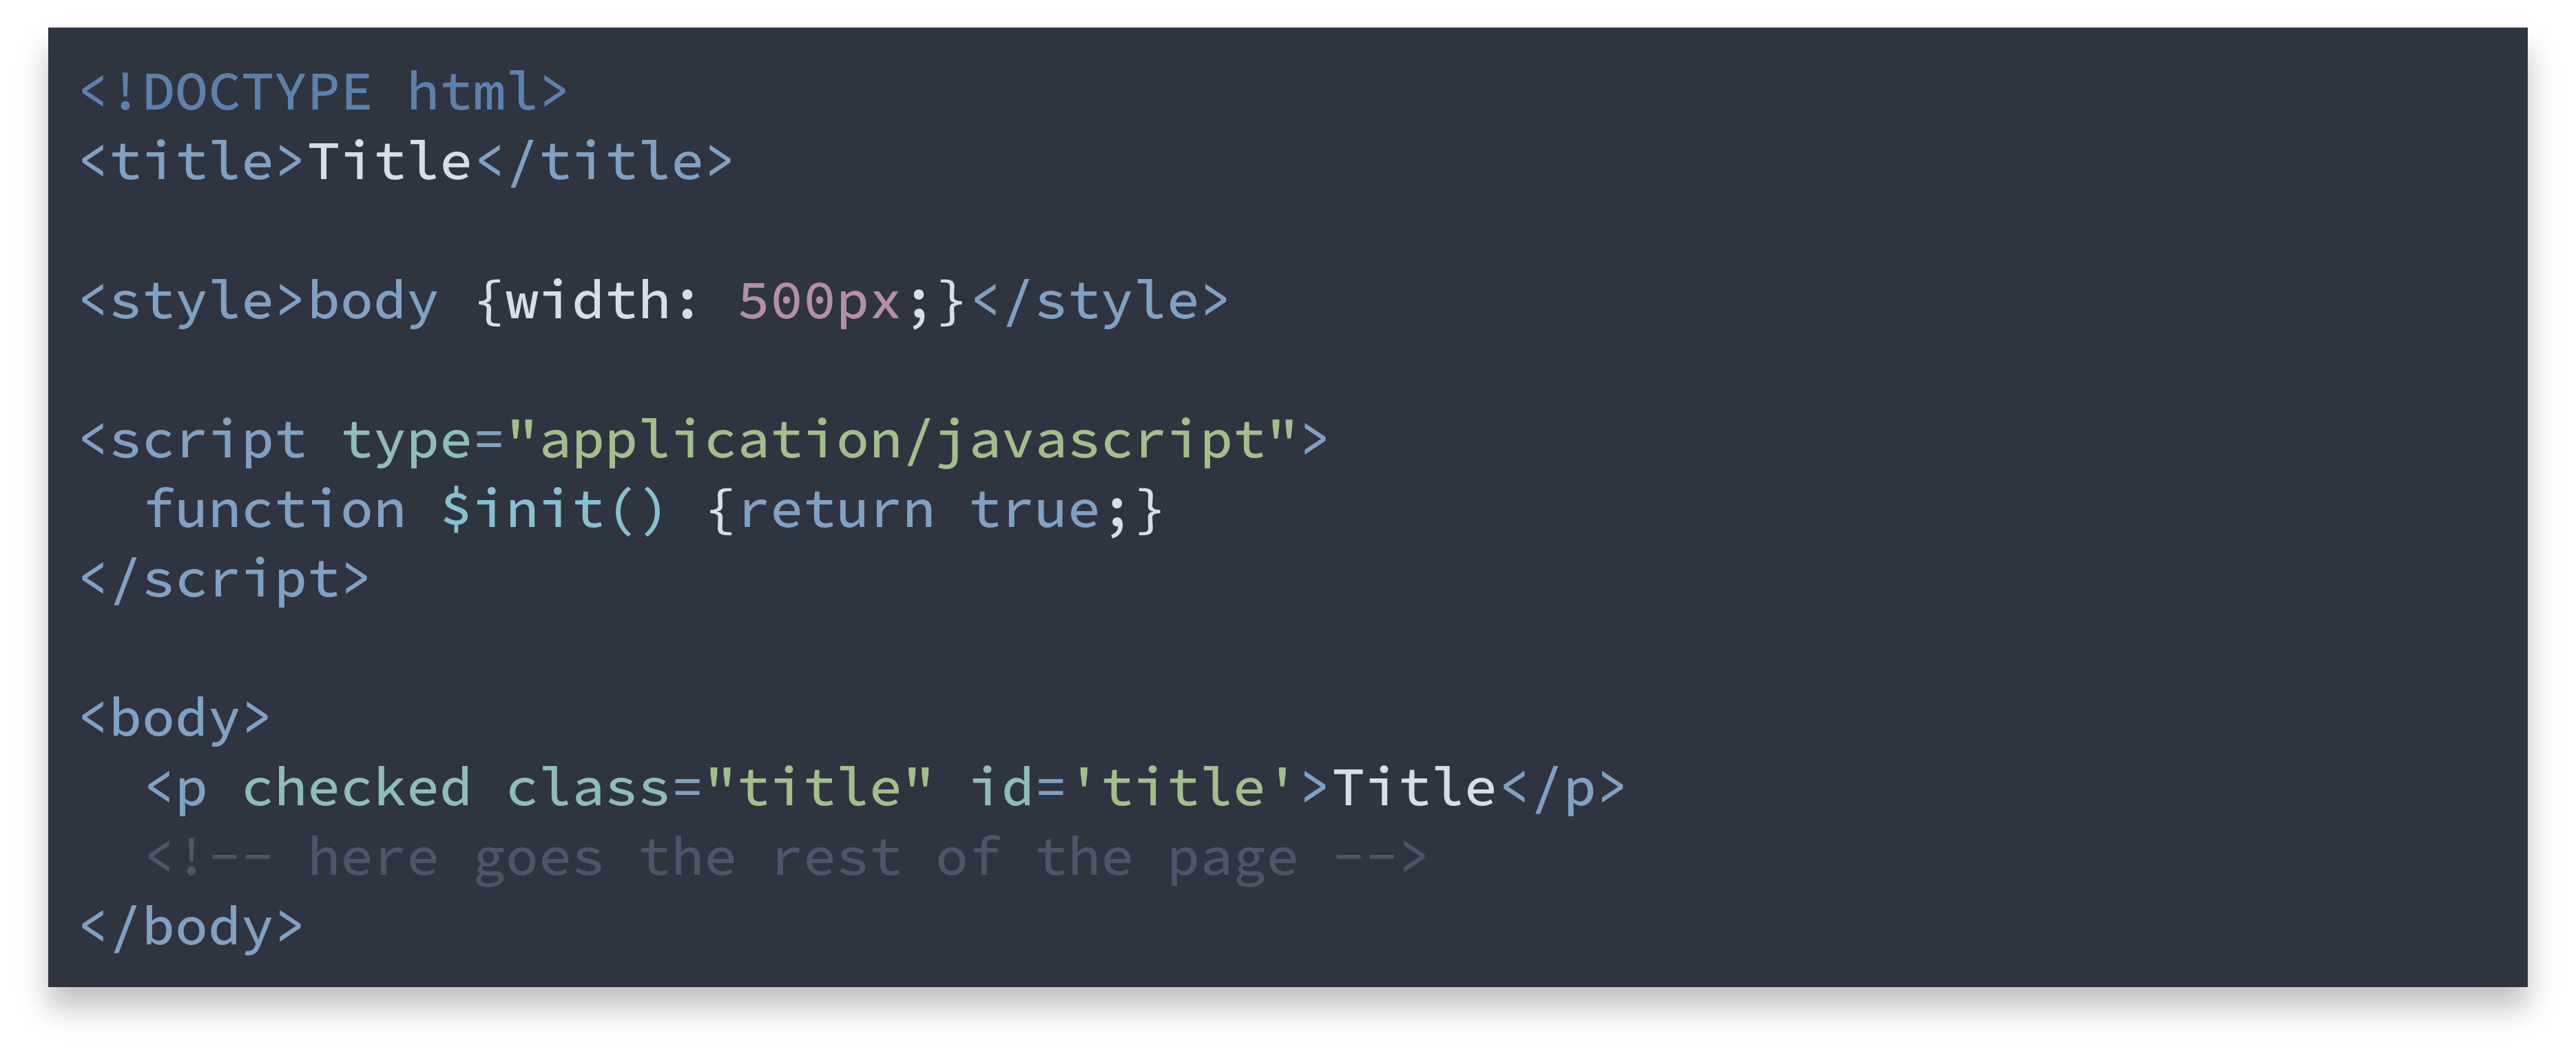 <!DOCTYPE html>
<title>Title</title>

<style>body {width: 500px;}</style>

<script type="application/javascript">
  function $init() {return true;}
</script>

<body>
  <p checked class="title" id='title'>Title</p>
  <!-- here goes the rest of the page -->
</body>